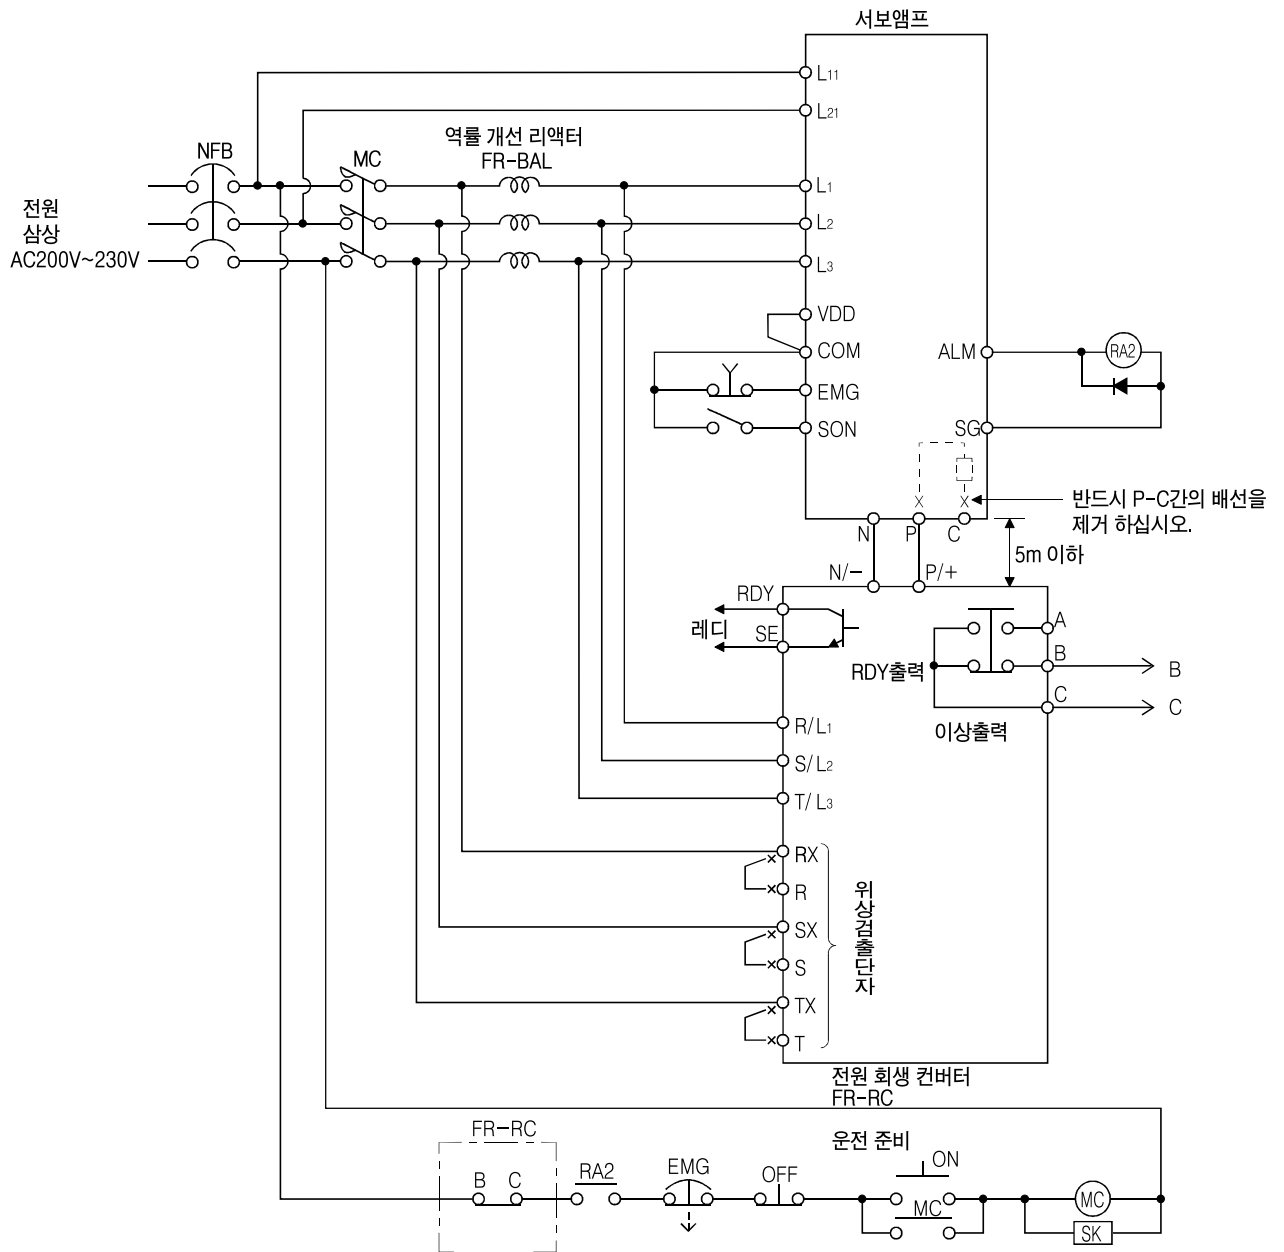 서보앰프
L11
L21
역률 개선 리액터
FR-BAL
NFB
MC
L1
전원
삼상
AC200V~230V
L2
L3
VDD
COM
ALM
RA2
EMG
SON
SG
반드시 P-C간의 배선을
제거 하십시오.
N
P
C
5m 이하
N/-
P/+
RDY
레디
SE
A
B
B
RDY출력
C
C
이상출력
R/L1
S/L2
T/L3
RX
R
SX
S
TX
T
위상검출단자
전원 회생 컨버터
FR-RC
FR-RC
운전 준비
B
C
RA2
EMG
OFF
ON
MC
MC
SK